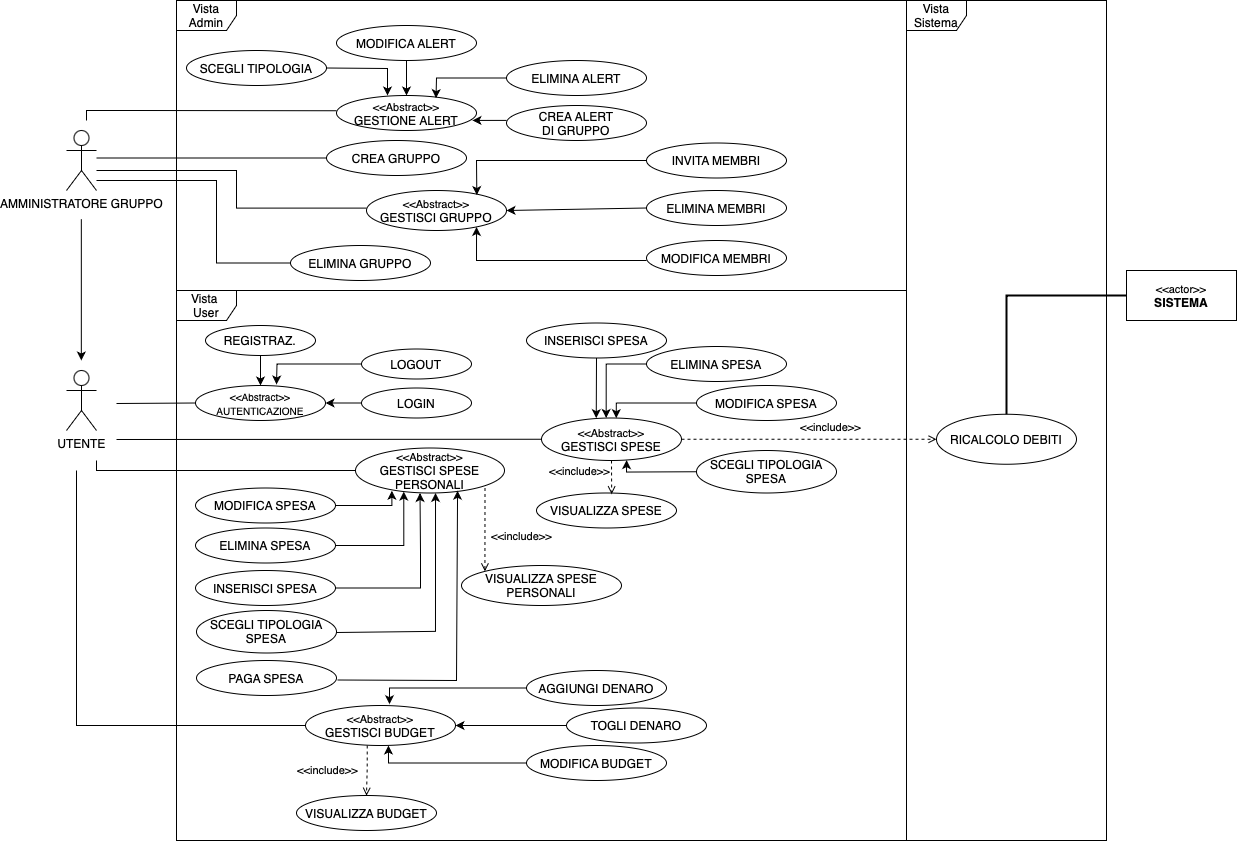 Vista
Admin
Vista
Sistema
MODIFICA ALERT
SCEGLI TIPOLOGIA
ELIMINA ALERT
<<Abstract>>
GESTIONE ALERT
CREA ALERT
DI GRUPPO
CREA GRUPPO
INVITA MEMBRI
AMMINISTRATORE GRUPPO
<<Abstract>>
GESTISCI GRUPPO
ELIMINA MEMBRI
ELIMINA GRUPPO
MODIFICA MEMBRI
<<actor>>
SISTEMA
Vista
User
REGISTRAZ.
INSERISCI SPESA
LOGOUT
ELIMINA SPESA
<<Abstract>>
AUTENTICAZIONE
LOGIN
MODIFICA SPESA
UTENTE
<<Abstract>>
GESTISCI SPESE
<<include>>
RICALCOLO DEBITI
<<Abstract>>
GESTISCI SPESE
PERSONALI
<<include>>
SCEGLI TIPOLOGIA
SPESA
MODIFICA SPESA
VISUALIZZA SPESE
ELIMINA SPESA
<<include>>
INSERISCI SPESA
VISUALIZZA SPESE
PERSONALI
SCEGLI TIPOLOGIA
SPESA
PAGA SPESA
AGGIUNGI DENARO
<<Abstract>>
GESTISCI BUDGET
TOGLI DENARO
<<include>>
MODIFICA BUDGET
VISUALIZZA BUDGET